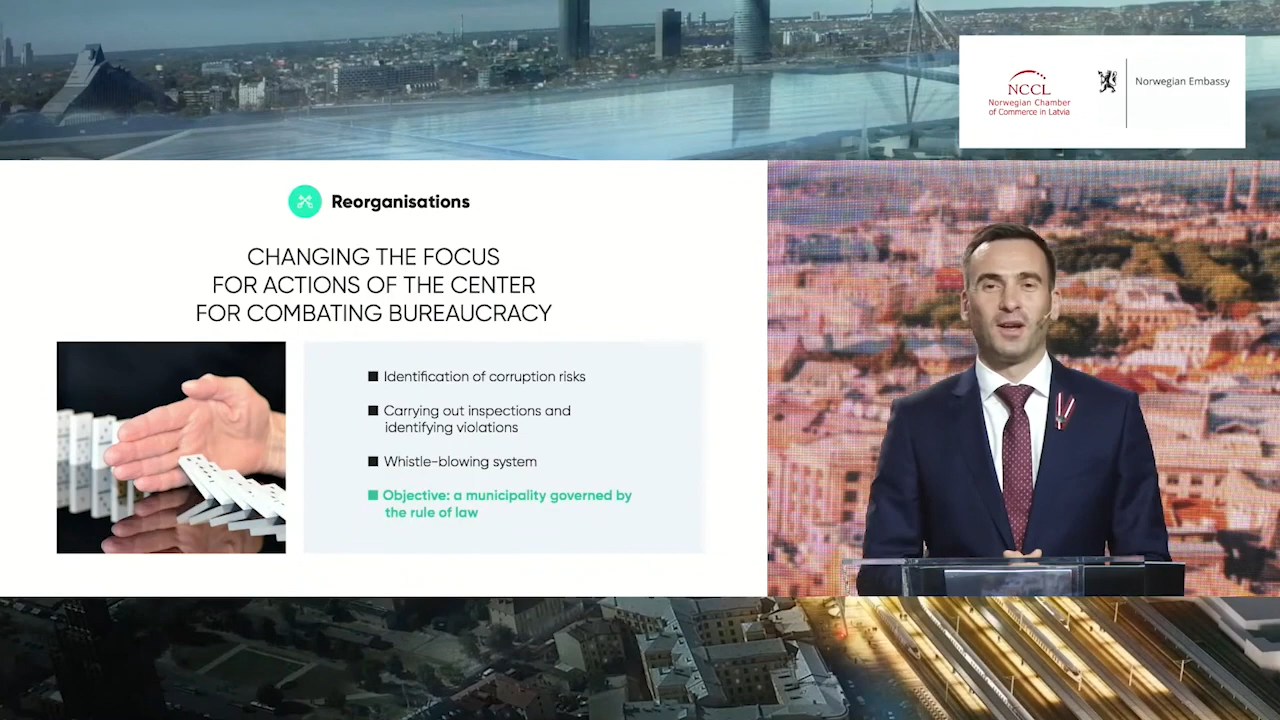 NCCL
Norwegian Chamber
of Commerce in Latvia
Norwegian Embassy
Reorganisations
CHANGING THE FOCUS
FOR ACTIONS OF THE CENTER
FOR COMBATING BUREAUCRACY
■ Identification of corruption risks
■ Carrying out inspections and
identifying violations
■ Whistle-blowing system
■ Objective: a municipality governed by
the rule of law